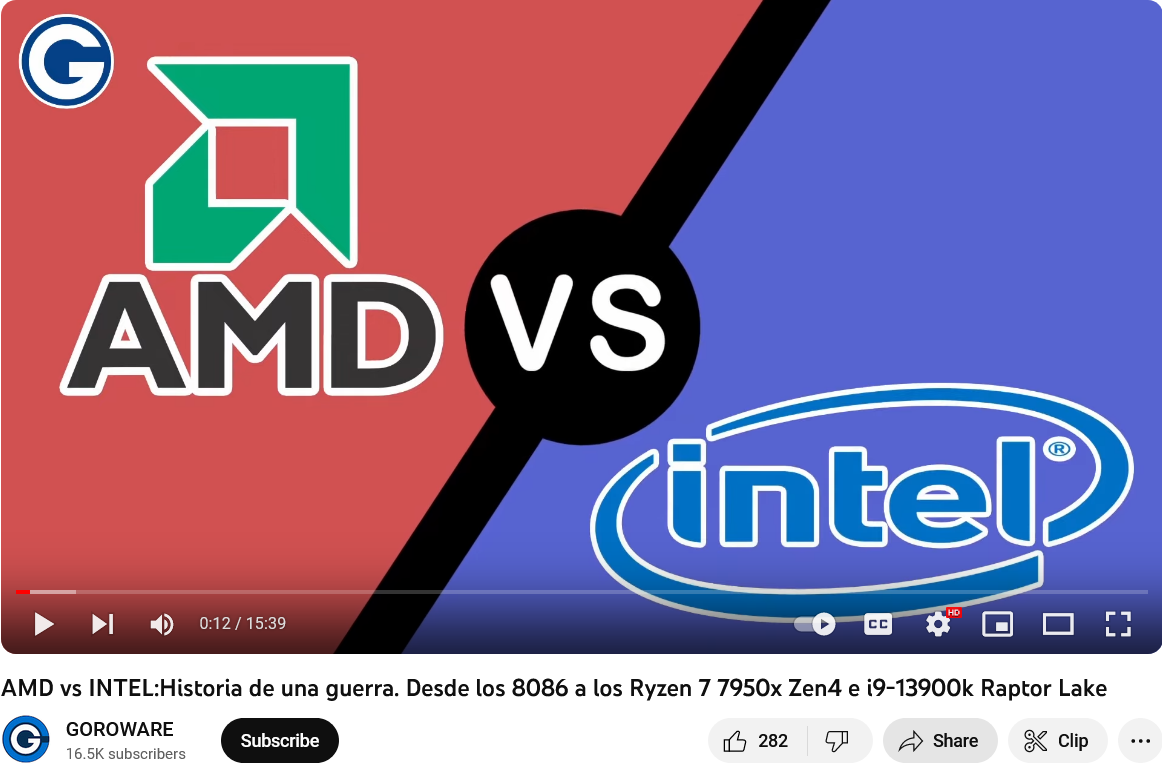 G
AMD
VS
intel®
0:12 / 15:39
CC
HD
AMD vs INTEL:Historia de una guerra. Desde los 8086 a los Ryzen 7 7950x Zen4 e i9-13900k Raptor Lake
G
GOROWARE
16.5K subscribers
Subscribe
282
Share
Clip